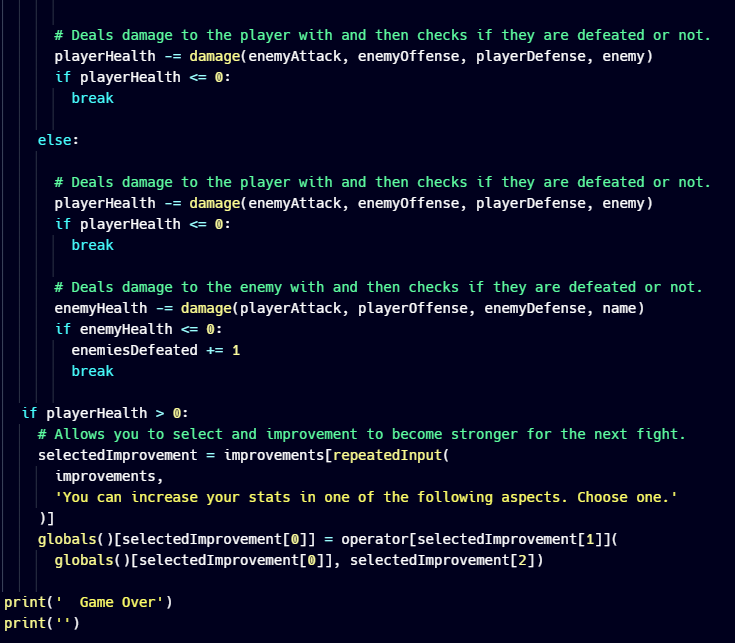 # Deals damage to the player with and then checks if they are defeated or not.
playerHealth -= damage(enemyAttack, enemyOffense, playerDefense, enemy)
if playerHealth <= 0:
break
else:
# Deals damage to the player with and then checks if they are defeated or not.
playerHealth -= damage(enemyAttack, enemyOffense, playerDefense, enemy)
if playerHealth <= 0:
break
# Deals damage to the enemy with and then checks if they are defeated or not.
enemyHealth -= damage(playerAttack, playerOffense, enemyDefense, name)
if enemyHealth <= 0:
enemiesDefeated += 1
break
if playerHealth > 0:
# Allows you to select and improvement to become stronger for the next fight.
selectedImprovement = improvements[repeatedInput(
improvements,
'You can increase your stats in one of the following aspects. Choose one.'
)]
globals()[selectedImprovement[0]] = operator[selectedImprovement[1]](
globals()[selectedImprovement[0]], selectedImprovement[2])
print('  Game Over')
print('')